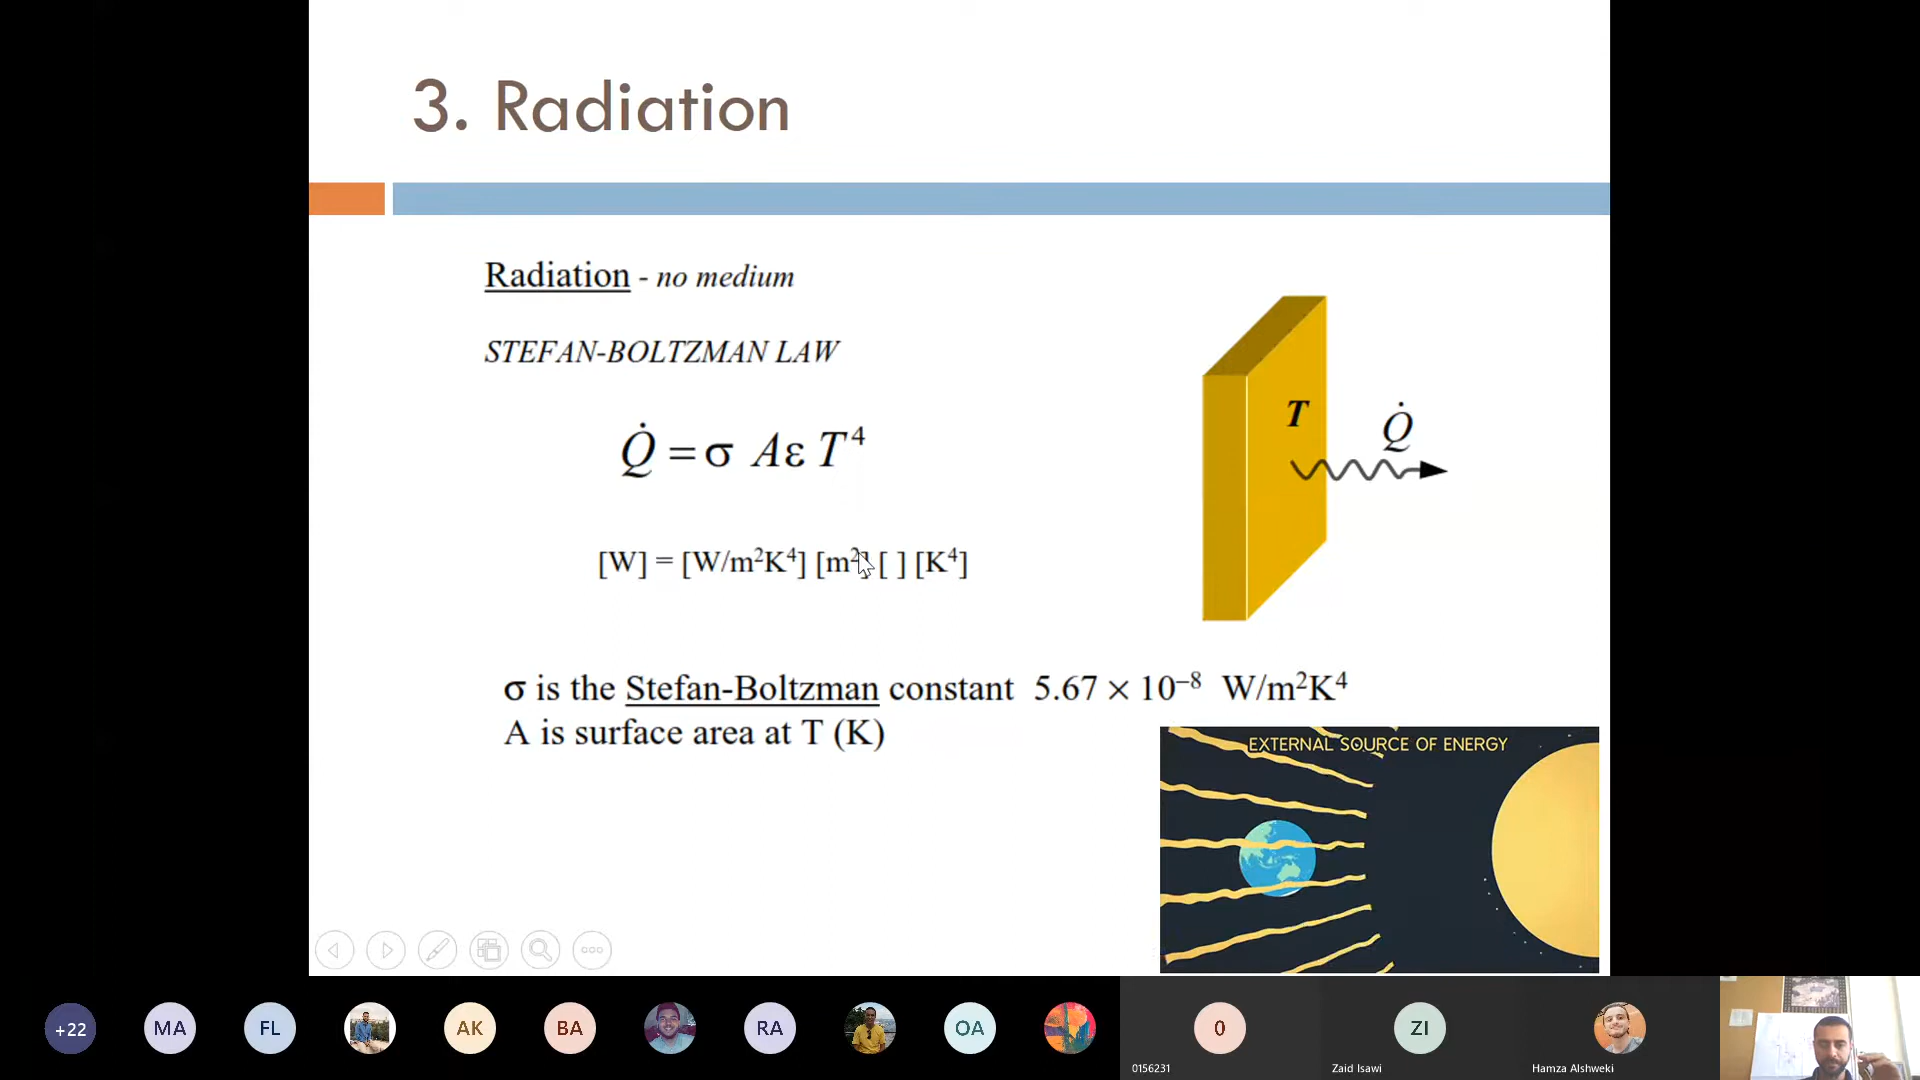 3. Radiation
Radiation - no medium
STEFAN-BOLTZMAN LAW
Q̇ = σ Aε T⁴
[W] = [W/m²K⁴] [m²] [ ] [K⁴]
T
Q̇
σ is the Stefan-Boltzman constant 5.67 × 10⁻⁸ W/m²K⁴
A is surface area at T (K)
EXTERNAL SOURCE OF ENERGY
+22
MA
FL
AK
BA
RA
OA
0
ZI
0156231
Zaid Isawi
Hamza Alshweki